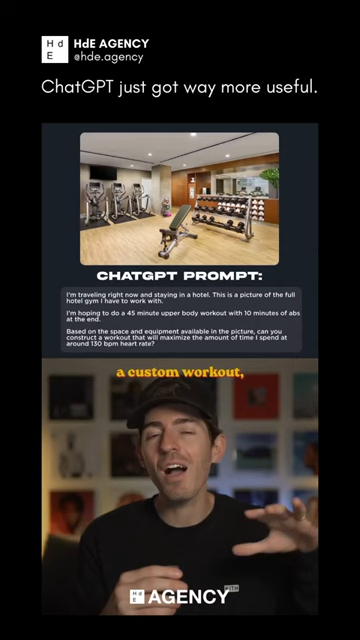 H d
E
HdE AGENCY
@hde.agency
ChatGPT just got way more useful.
CHATGPT PROMPT:
I'm traveling right now and staying in a hotel. This is a picture of the full
hotel gym I have to work with.
I'm hoping to do a 45 minute upper body workout with 10 minutes of abs
at the end.
Based on the space and equipment available in the picture, can you
construct a workout that will maximize the amount of time I spend at
around 130 bpm heart rate?
a custom workout,
H d
E
AGENCY